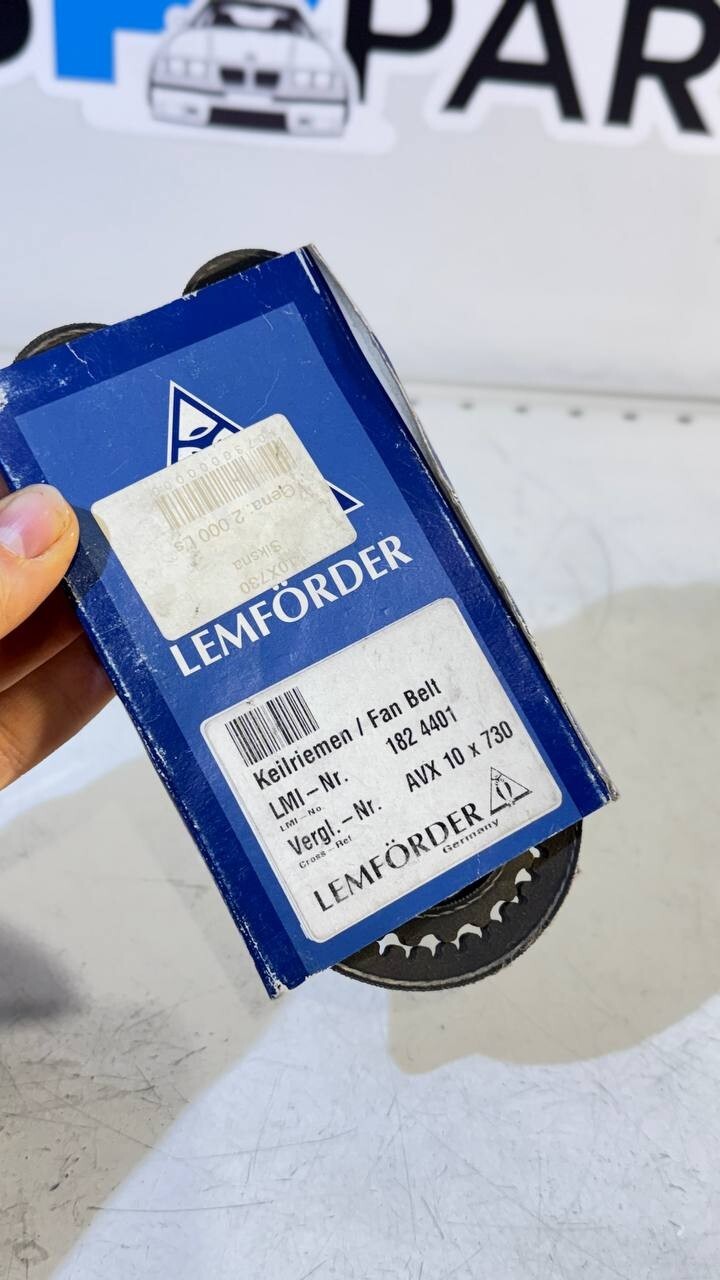 PAR
10X730
Siksna
Cena: 2.000 Ls
LEMFÖRDER
Keilriemen / Fan Belt
LMI-Nr. 182 4401
LMI-No.
Vergl.-Nr. AVX 10 x 730
Cross-Ref.
LEMFÖRDER
Germany